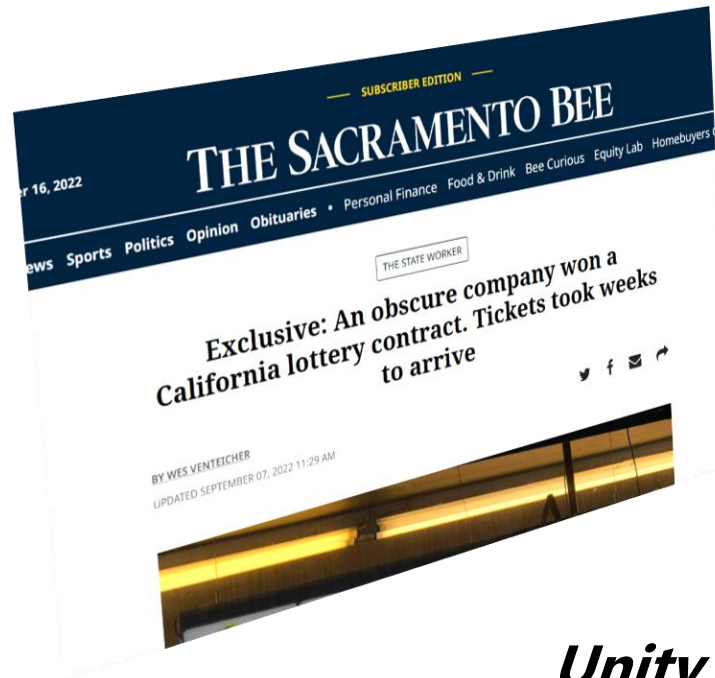 SUBSCRIBER EDITION
THE SACRAMENTO BEE
r 16, 2022
ews Sports Politics Opinion Obituaries • Personal Finance Food & Drink Bee Curious Equity Lab Homebuyers
THE STATE WORKER
Exclusive: An obscure company won a
California lottery contract. Tickets took weeks
to arrive
BY WES VENTEICHER
UPDATED SEPTEMBER 07, 2022 11:29 AM
Unity